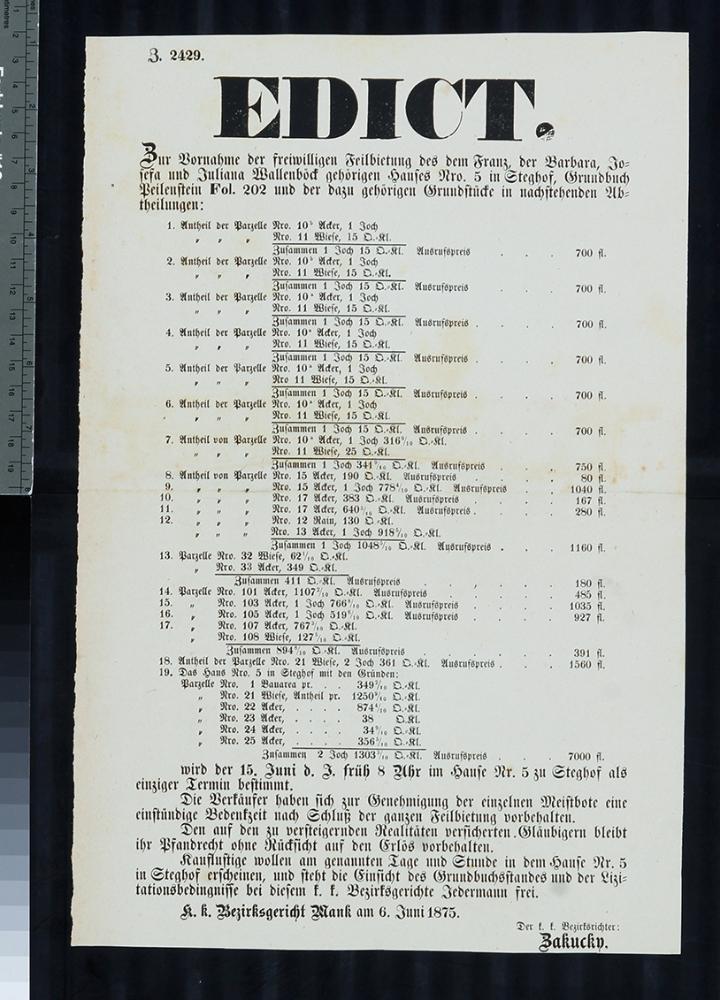 Z. 2429.
EDICT.
Zur Vornahme der freiwilligen Feilbietung des dem Franz, der Barbara, Jo-
sefa und Juliana Wallenböck gehörigen Hauses Nro. 5 in Steghof, Grundbuch
Peilenstein Fol. 202 und der dazu gehörigen Grundstücke in nachstehenden Ab-
theilungen:
1. Antheil der Parzelle Nro. 10 Acker, 1 Joch
„ „ „ Nro. 11 Wiese, 15 O.-Kl.
Zusammen 1 Joch 15 O.-Kl. Ausrufspreis . . . 700 fl.
2. Antheil der Parzelle Nro. 10 Acker, 1 Joch
„ „ „ Nro. 11 Wiese, 15 O.-Kl.
Zusammen 1 Joch 15 O.-Kl. Ausrufspreis . . . 700 fl.
3. Antheil der Parzelle Nro. 10 Acker, 1 Joch
„ „ „ Nro. 11 Wiese, 15 O.-Kl.
Zusammen 1 Joch 15 O.-Kl. Ausrufspreis . . . . 700 fl.
4. Antheil der Parzelle Nro. 10 Acker, 1 Joch
„ „ „ Nro. 11 Wiese, 15 O.-Kl.
Zusammen 1 Joch 15 O.-Kl. Ausrufspreis . . . . 700 fl.
5. Antheil der Parzelle Nro. 10 Acker, 1 Joch
„ „ „ Nro 11 Wiese, 15 O.-Kl.
Zusammen 1 Joch 15 O.-Kl. Ausrufspreis . . . . 700 fl.
6. Antheil der Parzelle Nro. 10 Acker, 1 Joch
„ „ „ Nro. 11 Wiese, 15 O.-Kl.
Zusammen 1 Joch 15 O.-Kl. Ausrufspreis . . . . 700 fl.
7. Antheil von Parzelle Nro. 10 Acker, 1 Joch O.-Kl.
„ „ „ Nro. 11 Wiese, 25 O.-Kl.
Zusammen 1 Joch O.-Kl. Ausrufspreis . . . 750 fl.
8. Antheil von Parzelle Nro. 15 Acker, 190 O.-Kl. Ausrufspreis . . . . 80 fl.
9. „ „ „ Nro. 15 Acker, 1 Joch O.-Kl. Ausrufspreis . . 1040 fl.
10. „ „ „ Nro. 17 Acker, 383 O.-Kl. Ausrufspreis . . . 167 fl.
11. „ „ „ Nro. 17 Acker, O.-Kl. Ausrufspreis . . . . 280 fl.
12. „ „ „ Nro. 12 Rain, 130 O.-Kl.
„ „ „ Nro. 13 Acker, 1 Joch O.-Kl.
Zusammen 1 Joch O.-Kl. Ausrufspreis . . . 1160 fl.
13. Parzelle Nro. 32 Wiese, O.-Kl.
„ Nro. 33 Acker, 349 O.-Kl.
Zusammen 411 O.-Kl. Ausrufspreis . . . . . 180 fl.
14. Parzelle Nro. 101 Acker, O.-Kl. Ausrufspreis . . . . 485 fl.
15. „ Nro. 103 Acker, 1 Joch O.-Kl. Ausrufspreis . . . 1035 fl.
16. „ Nro. 105 Acker, 1 Joch O.-Kl. Ausrufspreis . . . 927 fl.
17. „ Nro. 107 Acker, O.-Kl.
„ Nro. 108 Wiese, O.-Kl.
Zusammen O.-Kl. Ausrufspreis . . . . 391 fl.
18. Antheil der Parzelle Nro. 21 Wiese, 2 Joch 361 O.-Kl. Ausrufspreis . . . 1560 fl.
19. Das Haus Nro. 5 in Steghof mit den Gründen:
Parzelle Nro. 1 Bauarea pr. . . O.-Kl.
„ Nro. 21 Wiese, Antheil pr. O.-Kl.
„ Nro. 22 Acker, . . . . O.-Kl.
„ Nro. 23 Acker, . . . . 38 O.-Kl.
„ Nro. 24 Acker, . . . . O.-Kl.
„ Nro. 25 Acker, . . . . O.-Kl.
Zusammen 2 Joch O.-Kl. Ausrufspreis . . . 7000 fl.
wird der 15. Juni d. J. früh 8 Uhr im Hause Nr. 5 zu Steghof als
einziger Termin bestimmt.
Die Verkäufer haben sich zur Genehmigung der einzelnen Meistbote eine
einstündige Bedenkzeit nach Schluß der ganzen Feilbietung vorbehalten.
Den auf den zu versteigernden Realitäten versicherten Gläubigern bleibt
ihr Pfandrecht ohne Rücksicht auf den Erlös vorbehalten.
Kauflustige wollen am genannten Tage und Stunde in dem Hause Nr. 5
in Steghof erscheinen, und steht die Einsicht des Grundbuchsstandes und der Lizi-
tationsbedingnisse bei diesem k. k. Bezirksgerichte Jedermann frei.
K. k. Bezirksgericht Mank am 6. Juni 1875.
Der k. k. Bezirksrichter:
Zakucky.